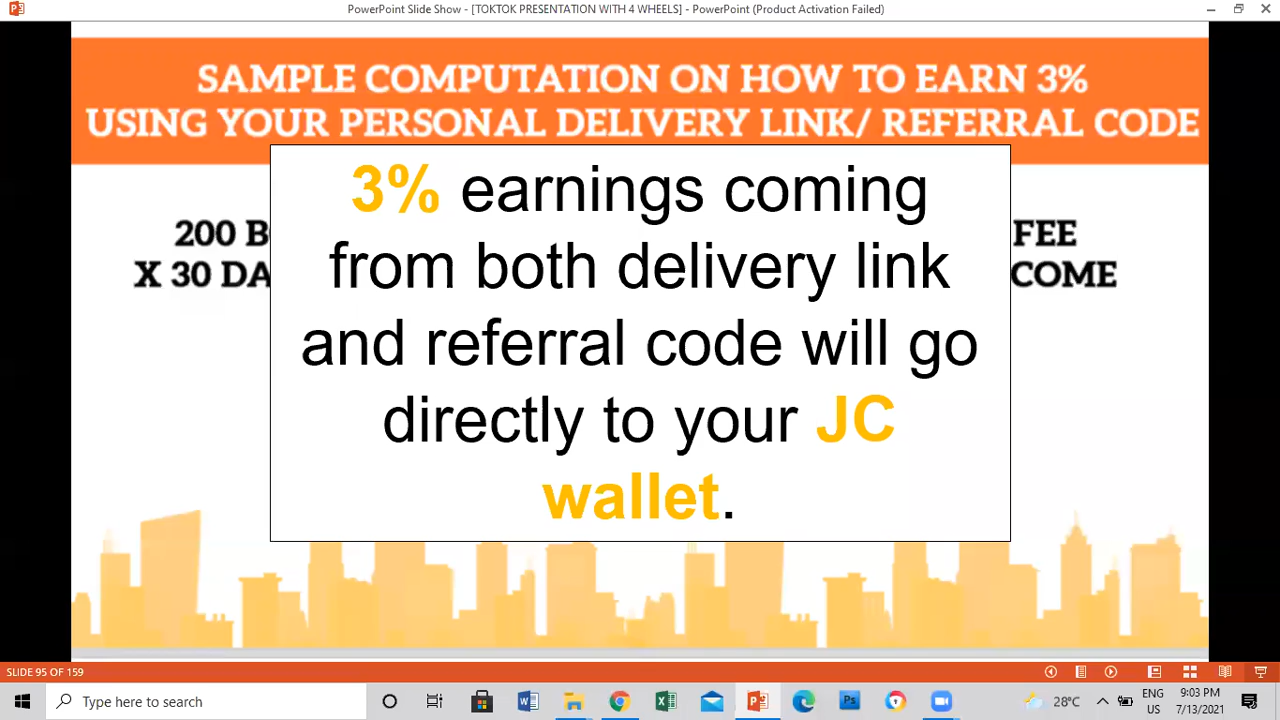 PowerPoint Slide Show - [TOKTOK PRESENTATION WITH 4 WHEELS] - PowerPoint (Product Activation Failed)
SAMPLE COMPUTATION ON HOW TO EARN 3%
USING YOUR PERSONAL DELIVERY LINK/ REFERRAL CODE
3% earnings coming
from both delivery link
and referral code will go
directly to your JC
wallet.
200 FEE
X 30
SLIDE 95 OF 159
Type here to search
28°C
ENG
US
9:03 PM
7/13/2021